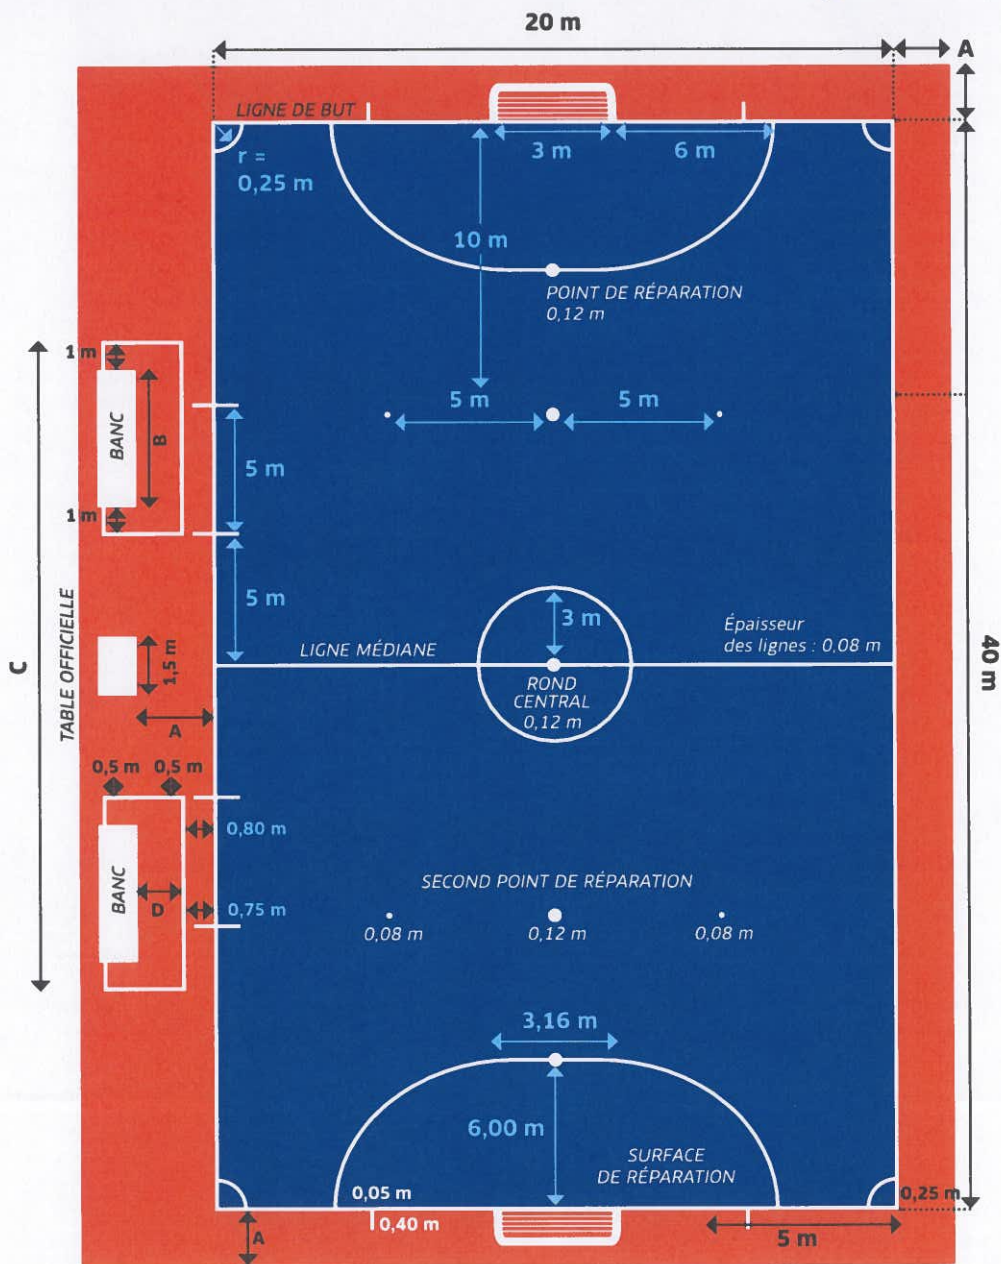 20 m
A
LIGNE DE BUT
3 m
6 m
r =
0,25 m
10 m
POINT DE RÉPARATION
0,12 m
1 m
BANC
B
5 m
5 m
5 m
1 m
5 m
3 m
Épaisseur
des lignes : 0,08 m
LIGNE MÉDIANE
ROND
CENTRAL
0,12 m
40 m
C
TABLE OFFICIELLE
1,5 m
A
0,5 m 0,5 m
0,80 m
BANC
D
0,75 m
SECOND POINT DE RÉPARATION
0,08 m
0,12 m
0,08 m
3,16 m
6,00 m
SURFACE
DE RÉPARATION
0,05 m
0,25 m
0,40 m
A
5 m